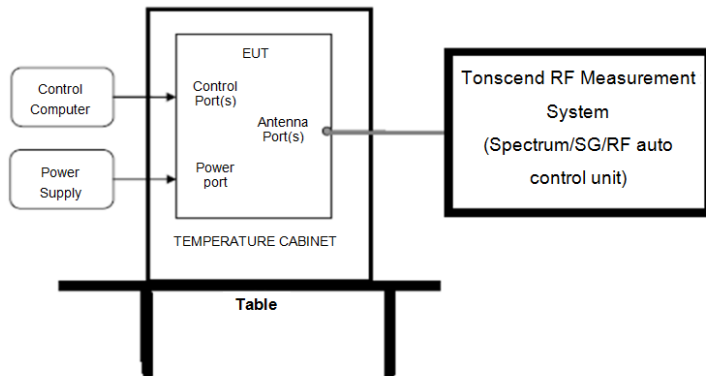 EUT
Control
Computer
Control
Port(s)
Antenna
Port(s)
Power
Supply
Power
port
TEMPERATURE CABINET
Table
Tonscend RF Measurement
System
(Spectrum/SG/RF auto
control unit)